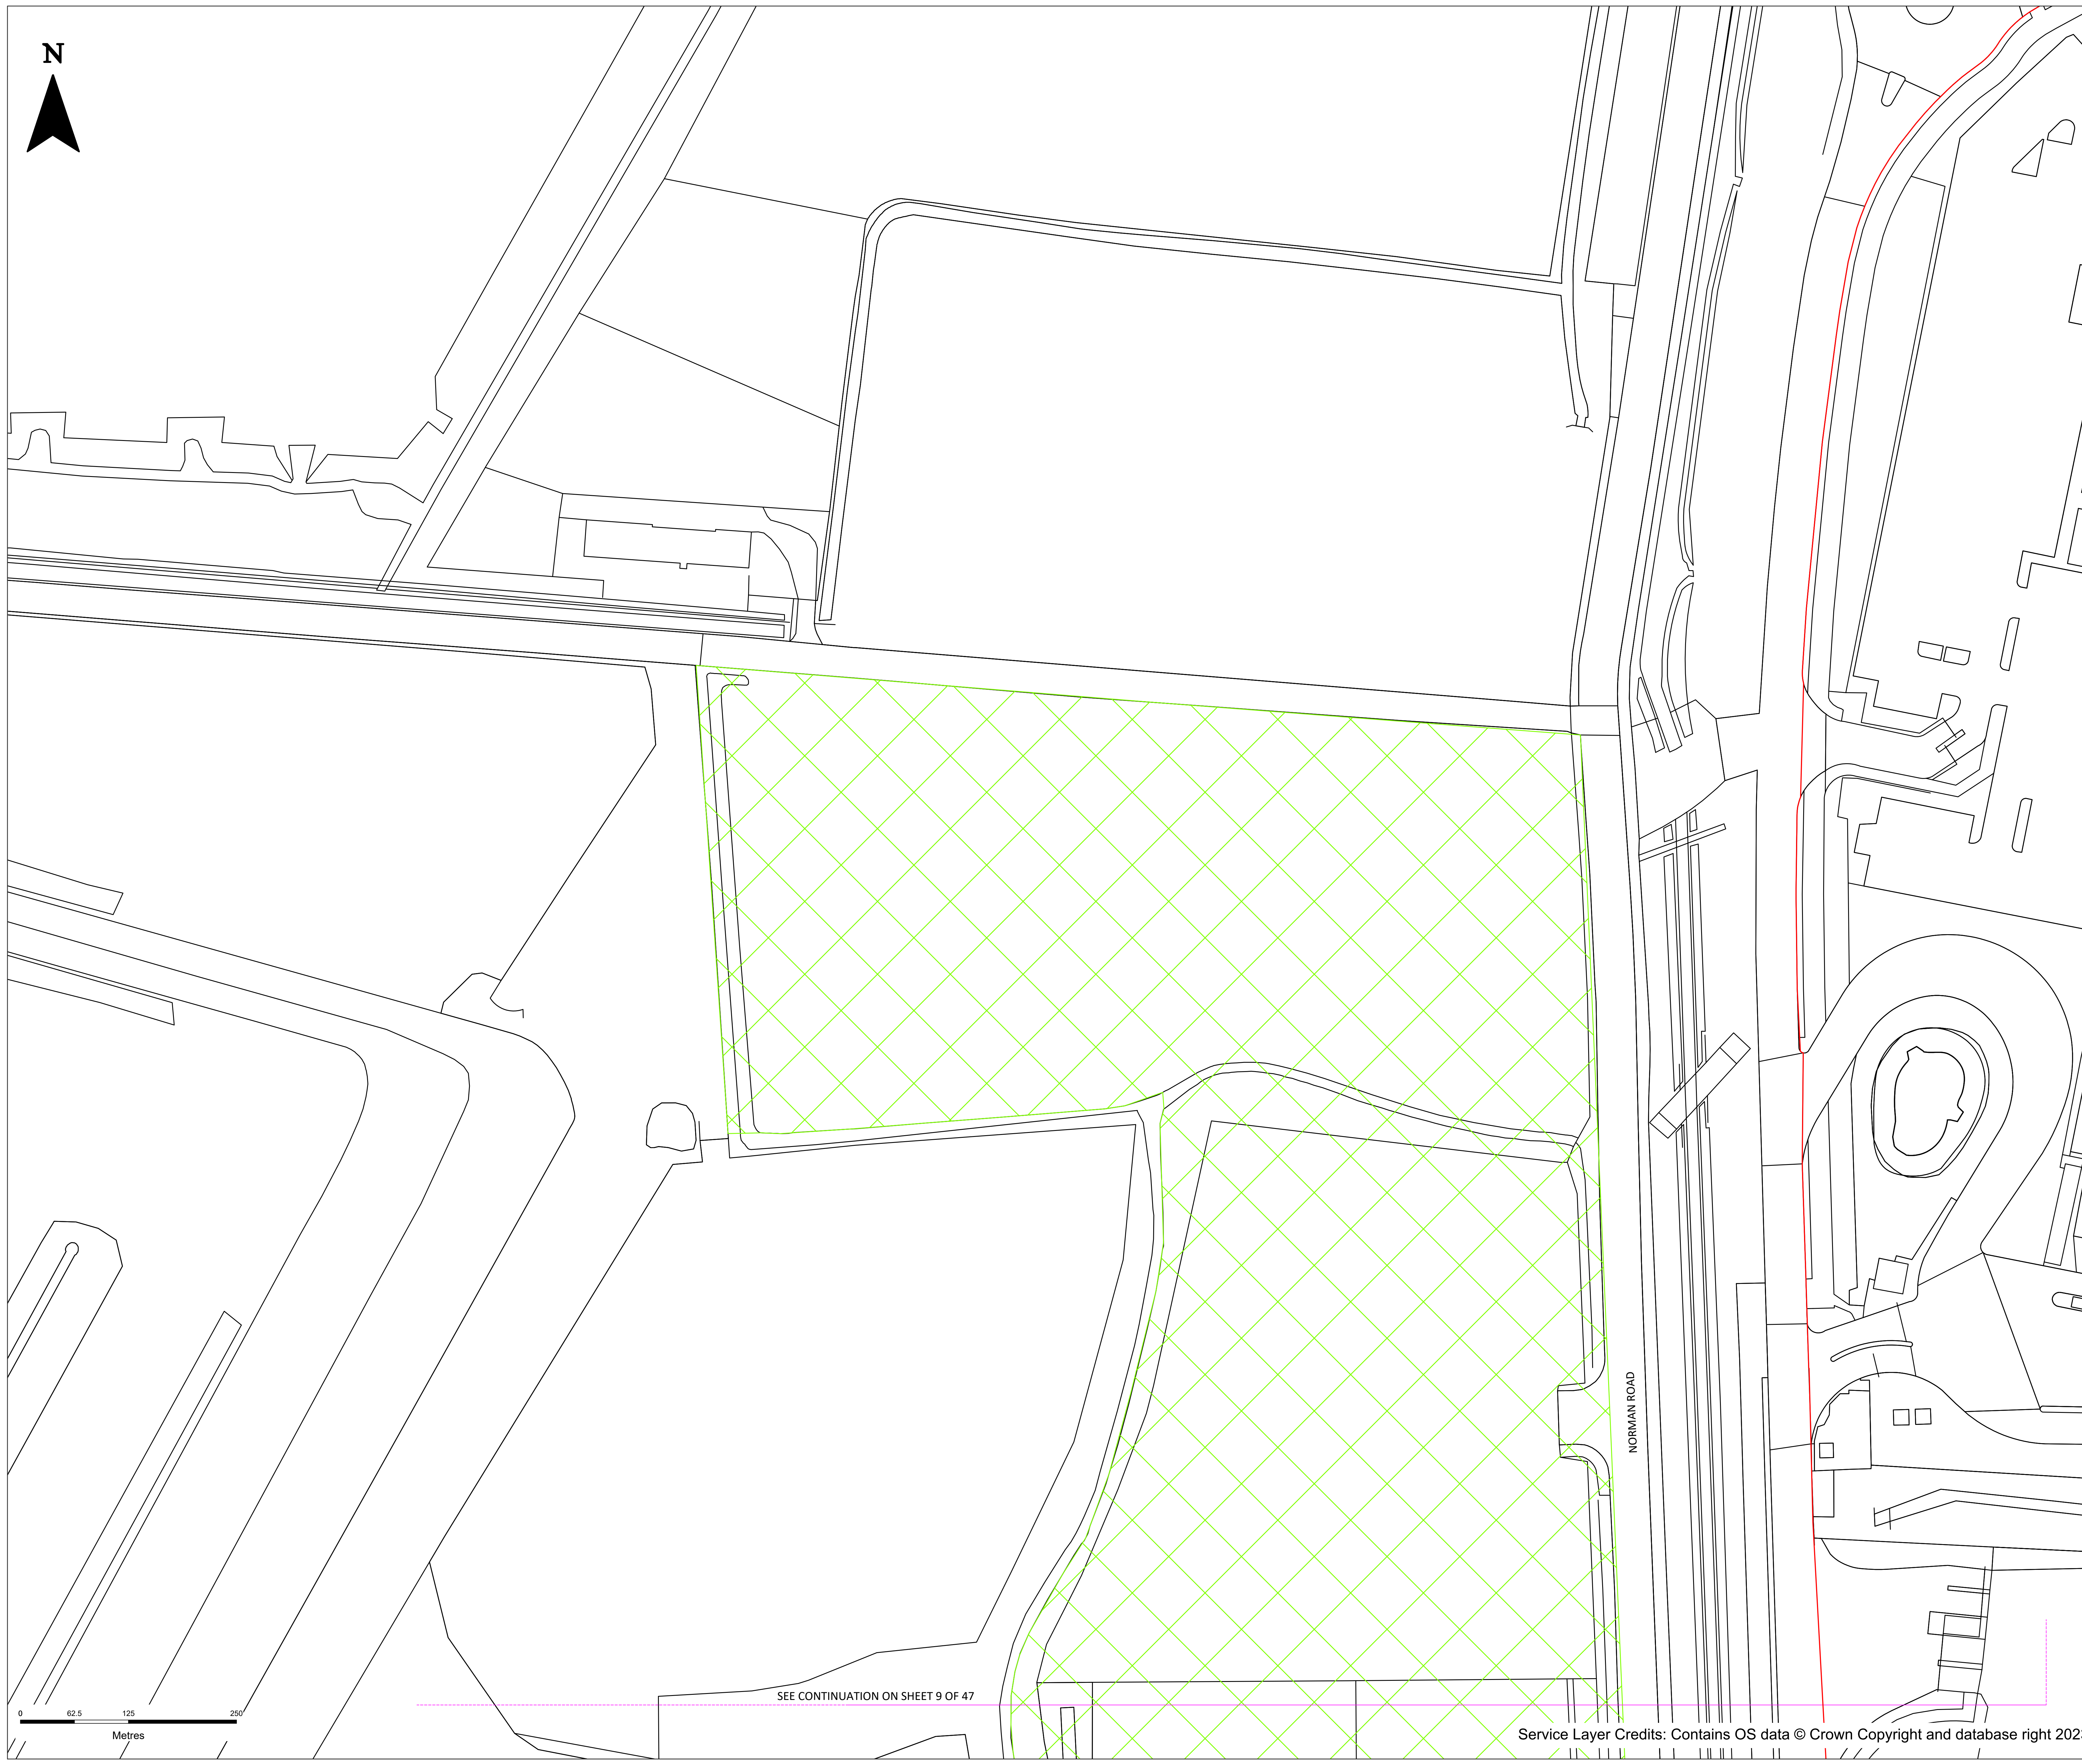 N
NORMAN ROAD
SEE CONTINUATION ON SHEET 9 OF 47
0 62.5 125 250
Metres
Service Layer Credits: Contains OS data © Crown Copyright and database right